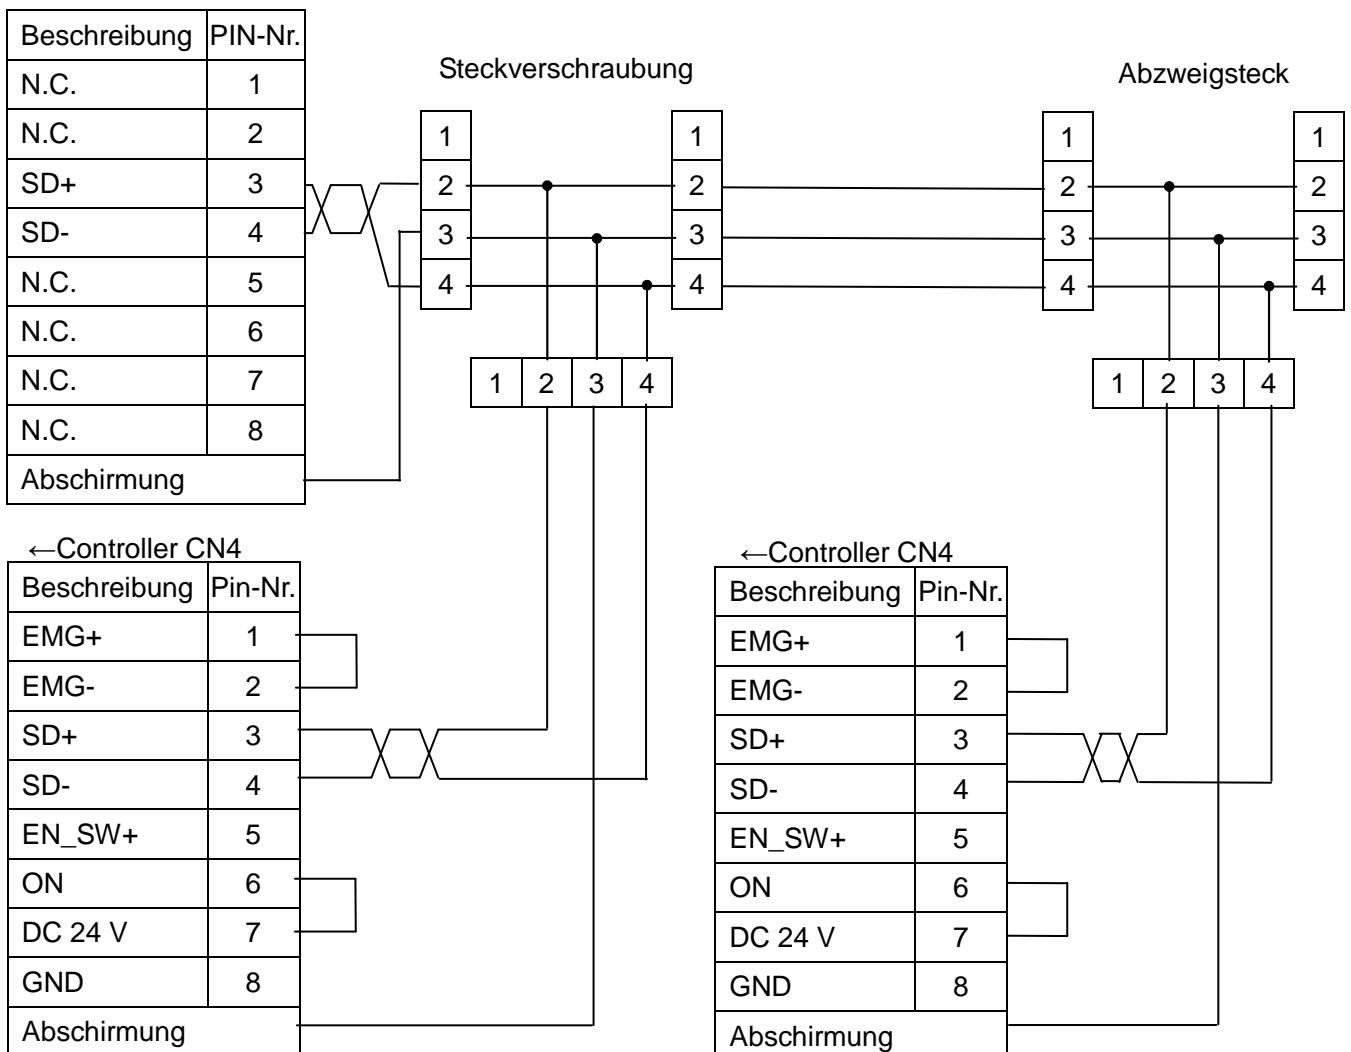 Beschreibung PIN-Nr.
N.C. 1
N.C. 2
SD+ 3
SD- 4
N.C. 5
N.C. 6
N.C. 7
N.C. 8
Abschirmung
Steckverschraubung
1 1
2 2
3 3
4 4
1 2 3 4
Abzweigsteck
1 1
2 2
3 3
4 4
1 2 3 4
←Controller CN4
Beschreibung Pin-Nr.
EMG+ 1
EMG- 2
SD+ 3
SD- 4
EN_SW+ 5
ON 6
DC 24 V 7
GND 8
Abschirmung
←Controller CN4
Beschreibung Pin-Nr.
EMG+ 1
EMG- 2
SD+ 3
SD- 4
EN_SW+ 5
ON 6
DC 24 V 7
GND 8
Abschirmung